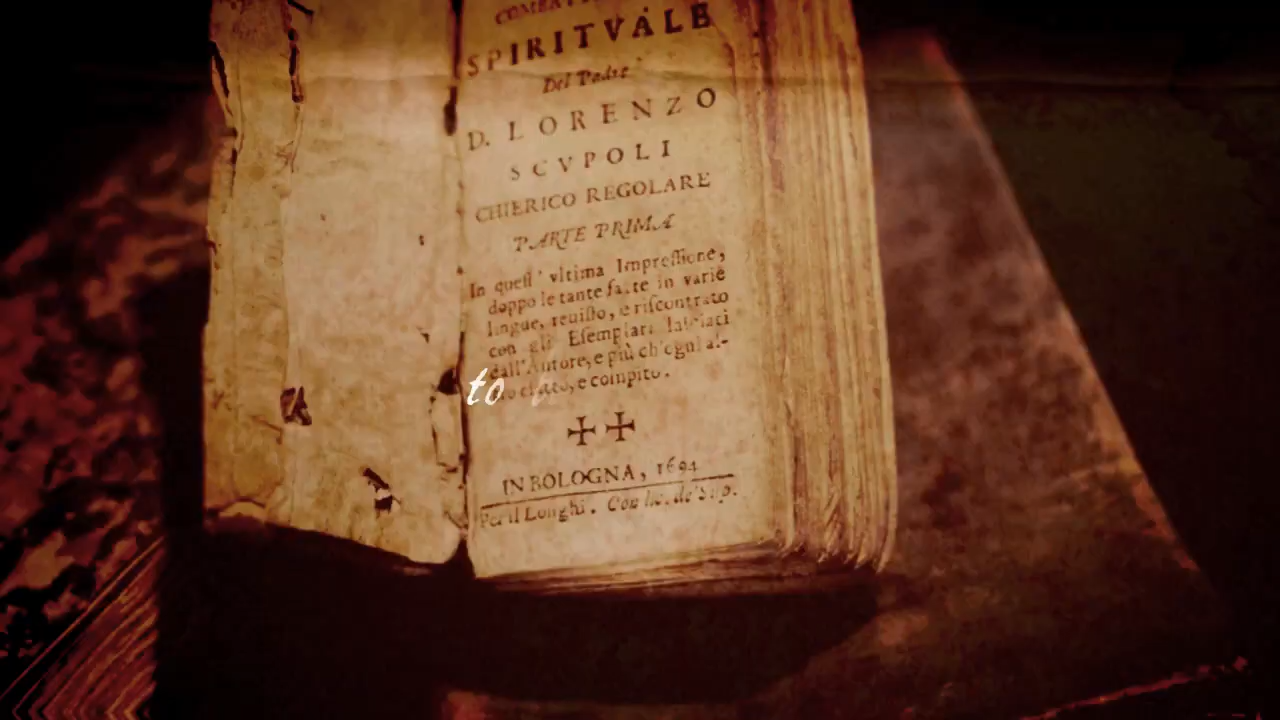 SPIRITVALE
Del Padre
D. LORENZO
SCVPOLI
CHIERICO REGOLARE
PARTE PRIMA
In quest' vltima Impressione,
doppo le tante fatte in varie
lingue, reuisto, e riscontrato
con gli Esemplari lasciati
dall'Autore, e più ch'ogni al-
to
e compito.
IN BOLOGNA, 1694
Per il Longhi. Con lic. de' Sup.